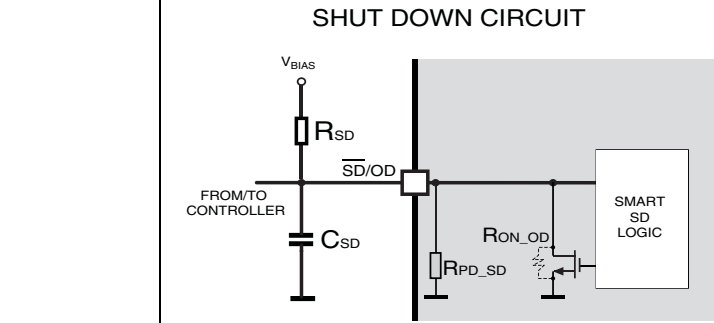 SHUT DOWN CIRCUIT
VBIAS
RSD
SD/OD
FROM/TO
CONTROLLER
SMART
SD
LOGIC
CSD
RON_OD
RPD_SD